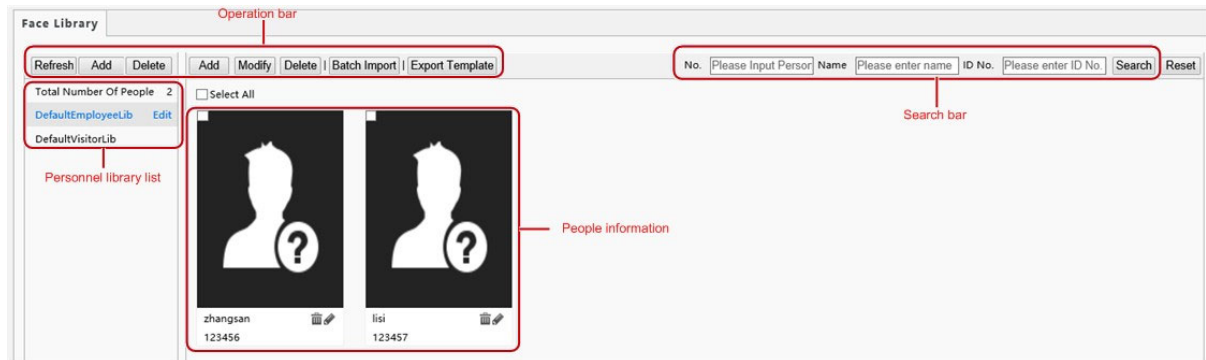 Operation bar
Face Library
Refresh Add Delete Add Modify Delete | Batch Import | Export Template No. Please Input Person Name Please enter name ID No. Please enter ID No. Search Reset
Total Number Of People 2 Select All
DefaultEmployeeLib Edit
Search bar
DefaultVisitorLib
Personnel library list
People information
zhangsan lisi
123456 123457